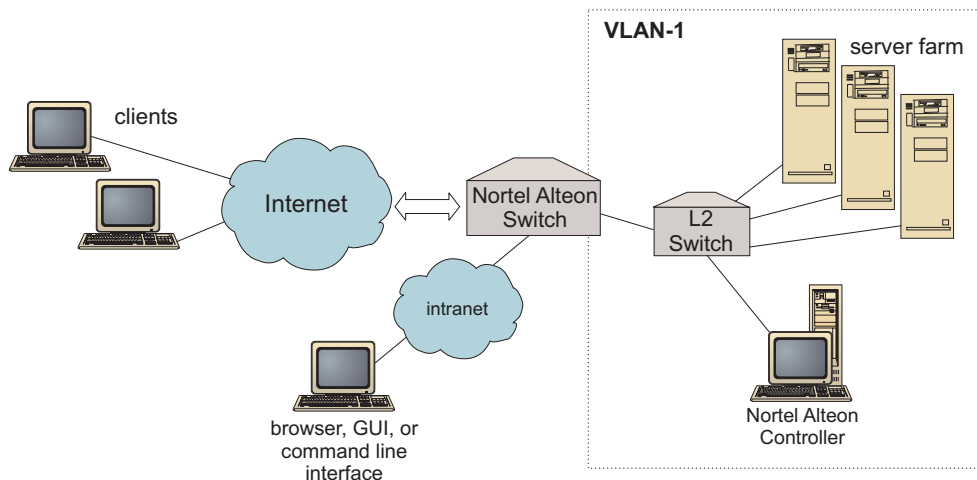 VLAN-1
server farm
clients
Internet
Nortel Alteon
Switch
L2
Switch
intranet
browser, GUI, or
command line
interface
Nortel Alteon
Controller